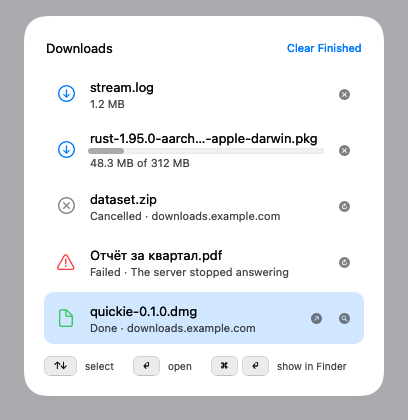 Downloads
Clear Finished
stream.log
1.2 MB
rust-1.95.0-aarch...-apple-darwin.pkg
48.3 MB of 312 MB
dataset.zip
Cancelled · downloads.example.com
Отчёт за квартал.pdf
Failed · The server stopped answering
quickie-0.1.0.dmg
Done · downloads.example.com
↑↓ select ↵ open ⌘ ↵ show in Finder